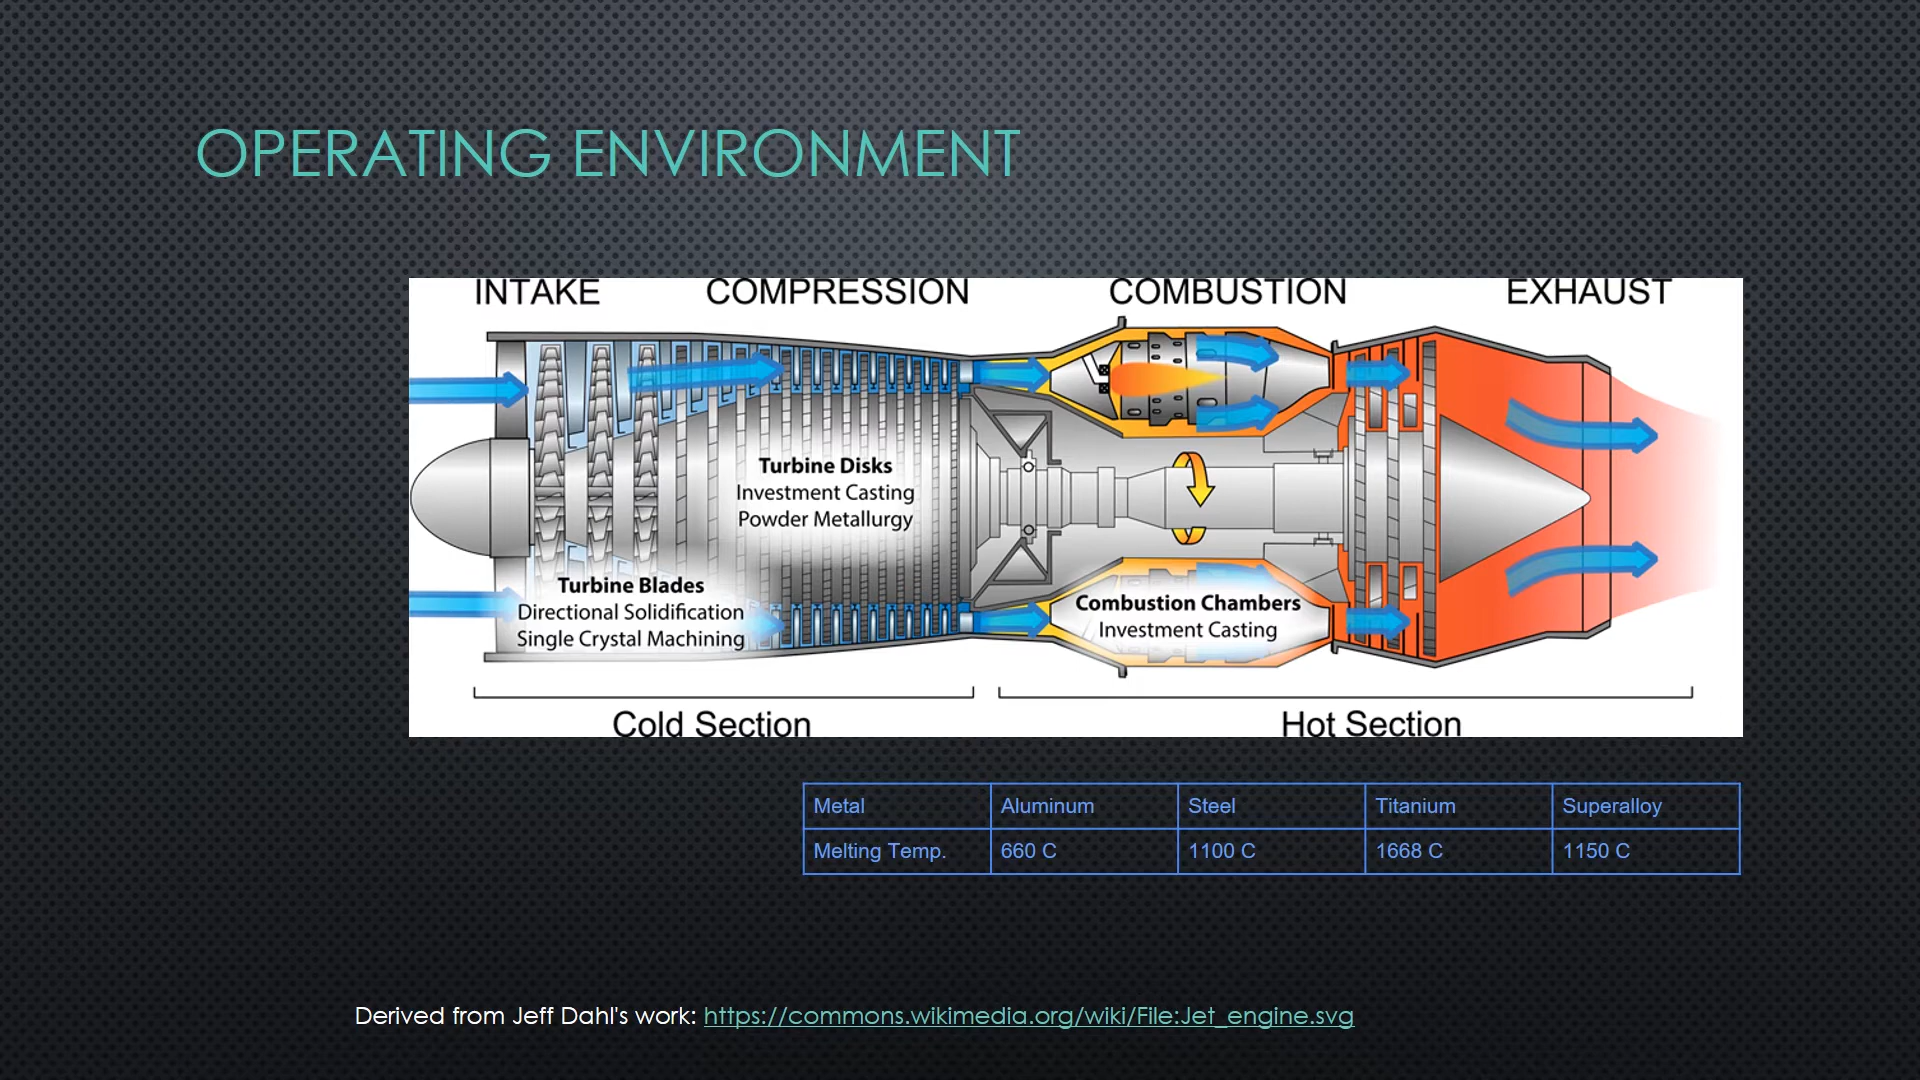 OPERATING ENVIRONMENT
INTAKE COMPRESSION COMBUSTION EXHAUST
Turbine Disks
Investment Casting
Powder Metallurgy
Turbine Blades
Directional Solidification
Single Crystal Machining
Combustion Chambers
Investment Casting
Cold Section Hot Section
Metal Aluminum Steel Titanium Superalloy
Melting Temp. 660 C 1100 C 1668 C 1150 C
Derived from Jeff Dahl's work: https://commons.wikimedia.org/wiki/File:Jet_engine.svg